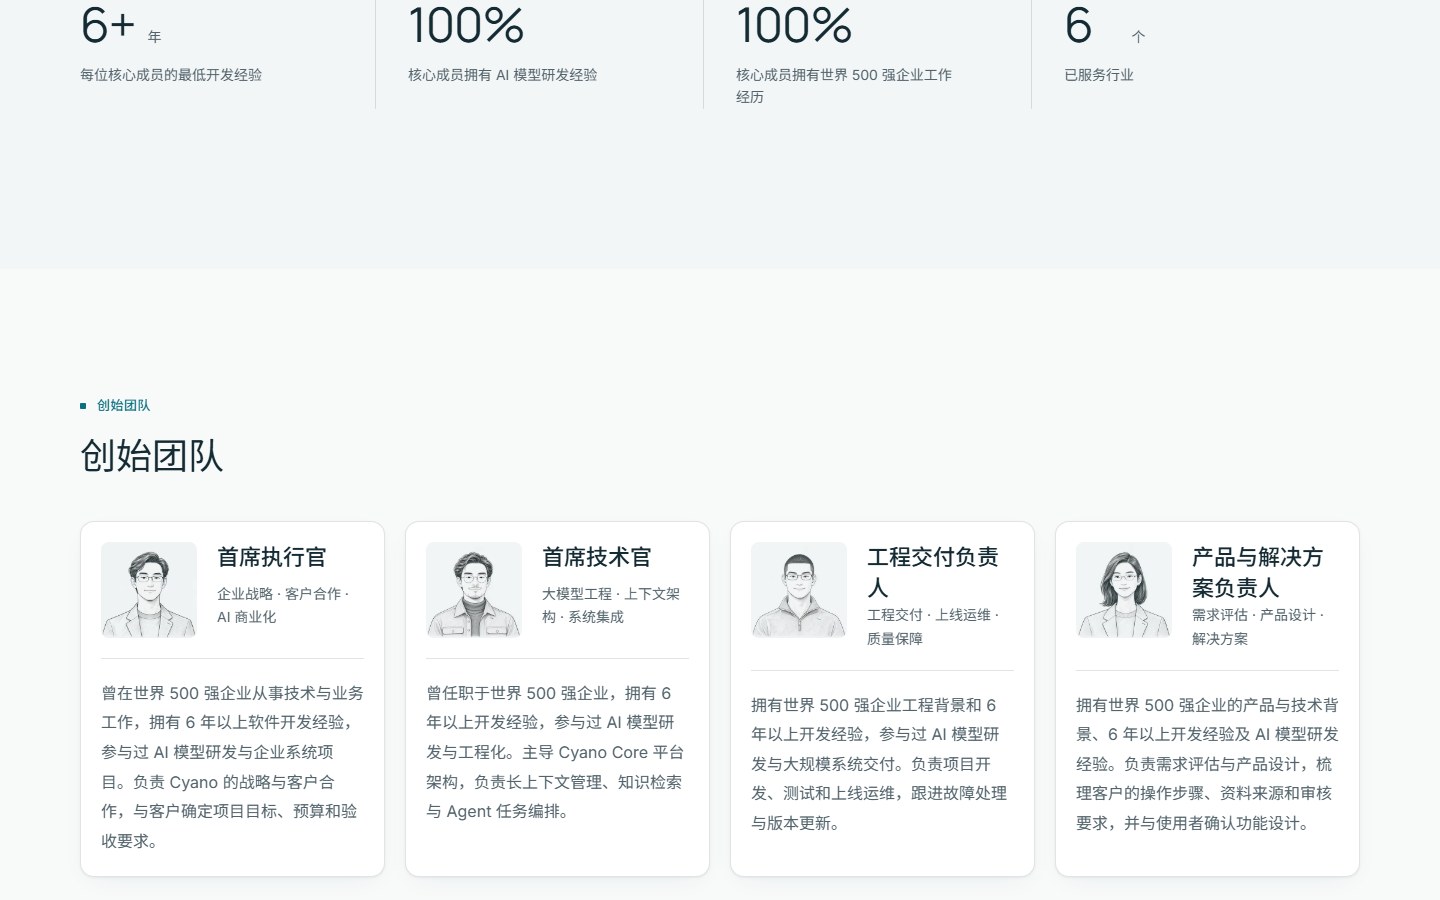 6+ 年
每位核心成员的最低开发经验
100%
核心成员拥有 AI 模型研发经验
100%
核心成员拥有世界 500 强企业工作
经历
6 个
已服务行业
创始团队
创始团队
首席执行官
企业战略 · 客户合作 ·
AI 商业化
曾在世界 500 强企业从事技术与业务
工作，拥有 6 年以上软件开发经验，
参与过 AI 模型研发与企业系统项
目。负责 Cyano 的战略与客户合
作，与客户确定项目目标、预算和验
收要求。
首席技术官
大模型工程 · 上下文架
构 · 系统集成
曾任职于世界 500 强企业，拥有 6
年以上开发经验，参与过 AI 模型研
发与工程化。主导 Cyano Core 平台
架构，负责长上下文管理、知识检索
与 Agent 任务编排。
工程交付负责
人
工程交付 · 上线运维 ·
质量保障
拥有世界 500 强企业工程背景和 6
年以上开发经验，参与过 AI 模型研
发与大规模系统交付。负责项目开
发、测试和上线运维，跟进故障处理
与版本更新。
产品与解决方
案负责人
需求评估 · 产品设计 ·
解决方案
拥有世界 500 强企业的产品与技术背
景、6 年以上开发经验及 AI 模型研发
经验。负责需求评估与产品设计，梳
理客户的操作步骤、资料来源和审核
要求，并与使用者确认功能设计。